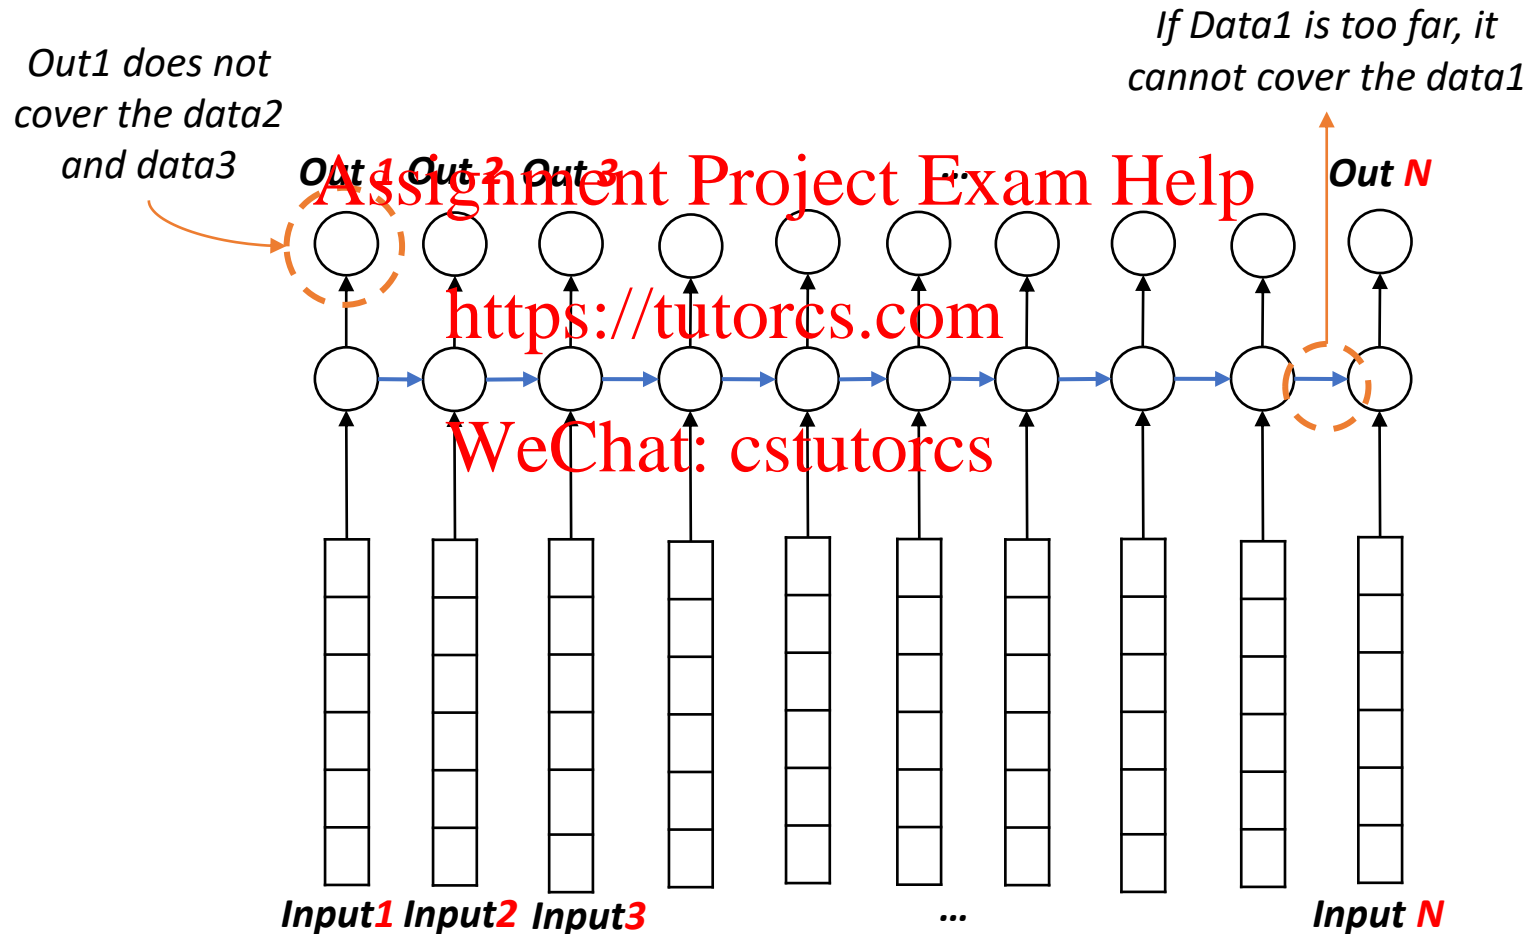 If Data1 is too far, it
cannot cover the data1
Out1 does not
cover the data2
and data3
Out 1 Out 2 Out 3 ... Out N
Assignment Project Exam Help
https://tutorcs.com
WeChat: cstutorcs
Input1 Input2 Input3 ... Input N